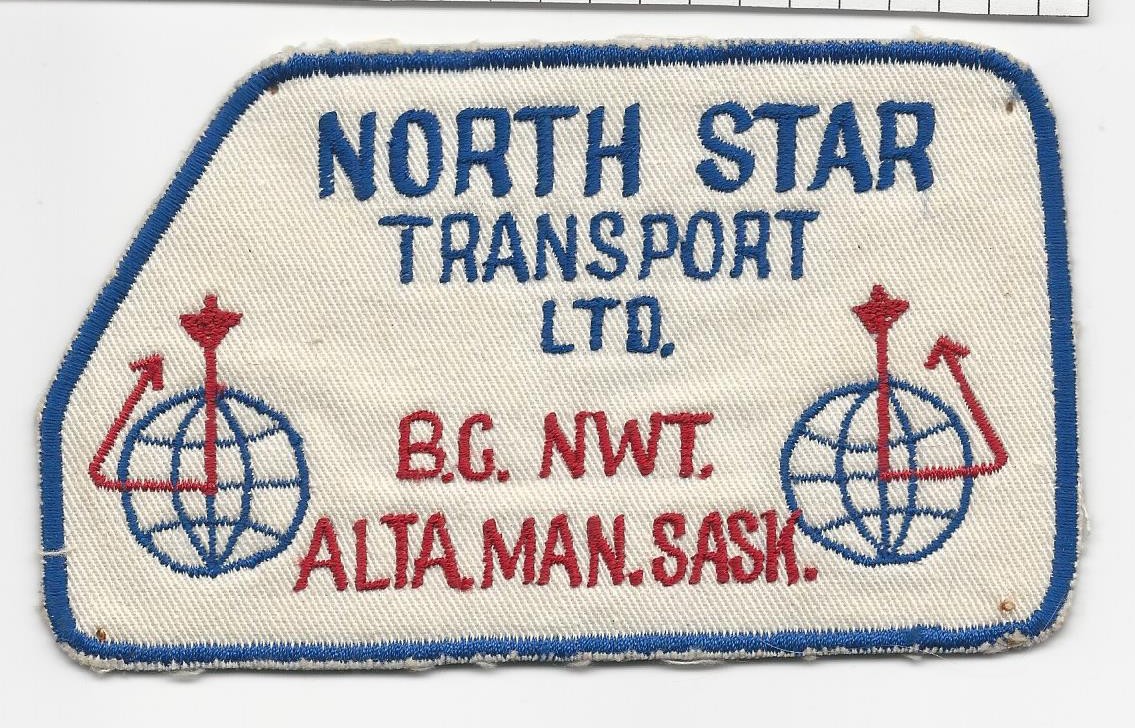 NORTH STAR
TRANSPORT
LTD.
B.C. NWT.
ALTA. MAN. SASK.